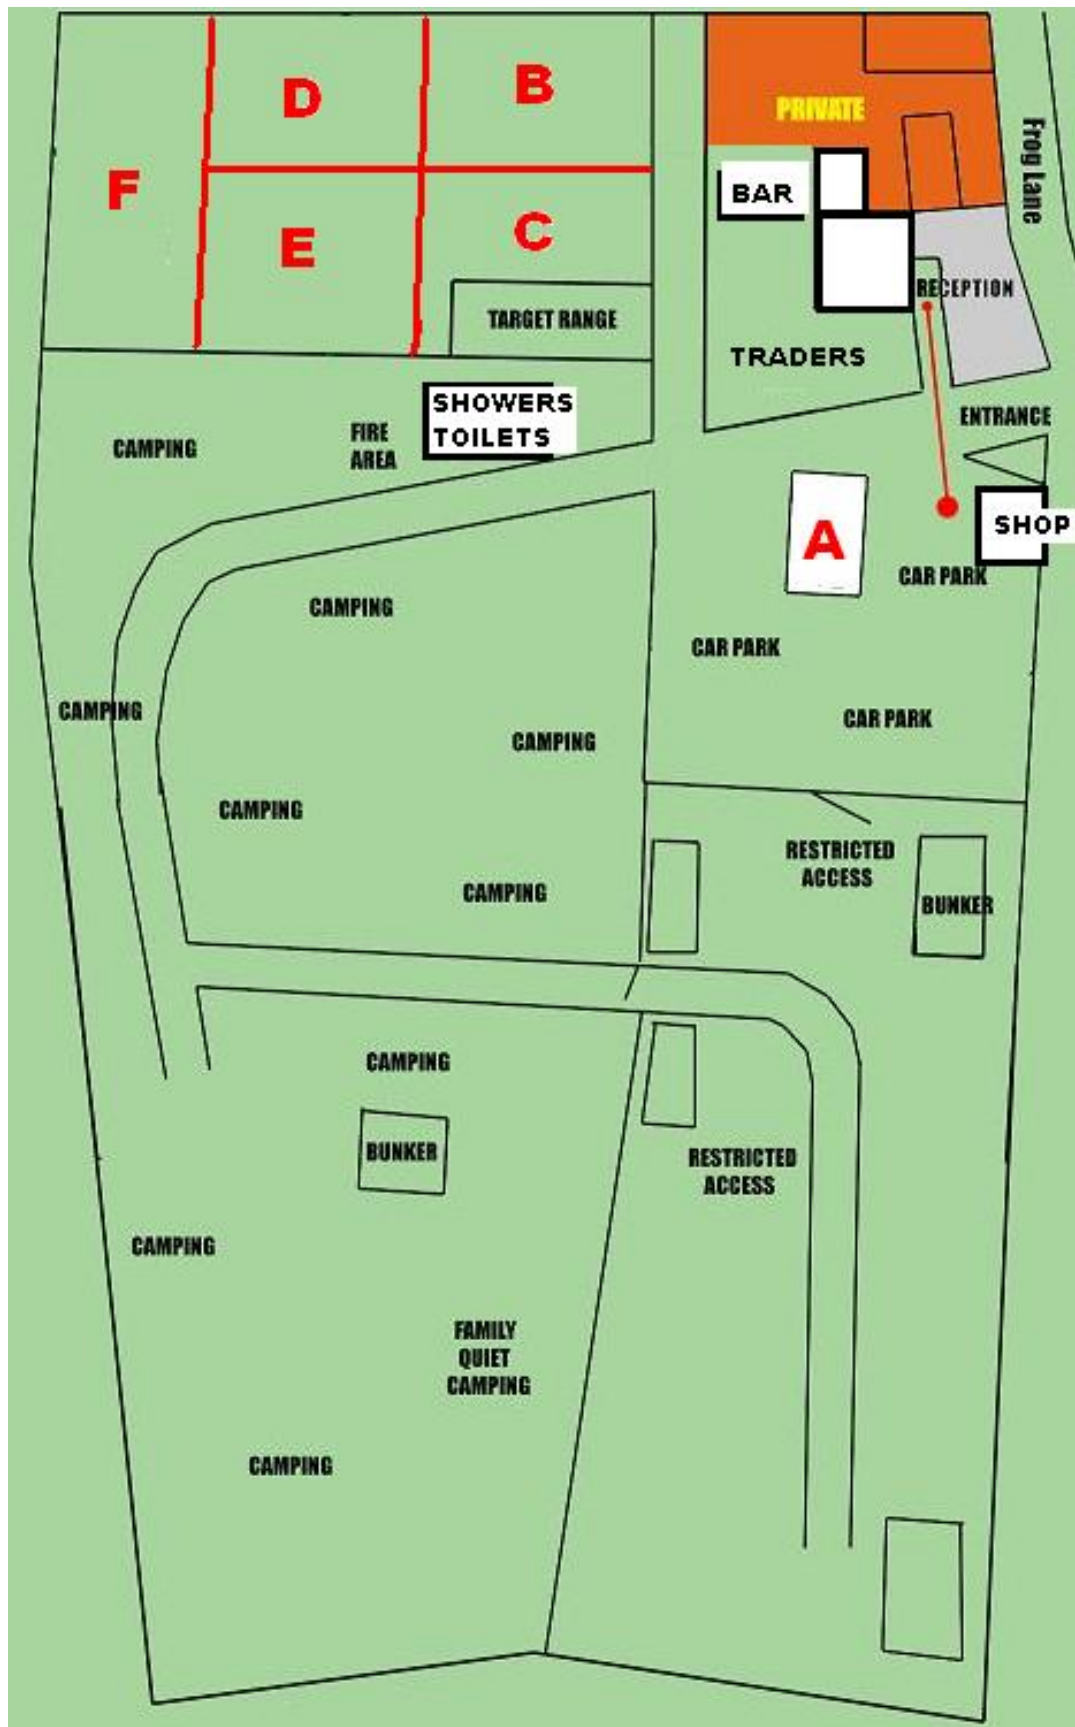 D
B
PRIVATE
Frog Lane
F
BAR
E
C
RECEPTION
TARGET RANGE
TRADERS
SHOWERS
TOILETS
ENTRANCE
CAMPING
FIRE
AREA
SHOP
A
CAR PARK
CAMPING
CAR PARK
CAMPING
CAR PARK
CAMPING
CAMPING
RESTRICTED
ACCESS
CAMPING
BUNKER
CAMPING
BUNKER
RESTRICTED
ACCESS
CAMPING
FAMILY
QUIET
CAMPING
CAMPING